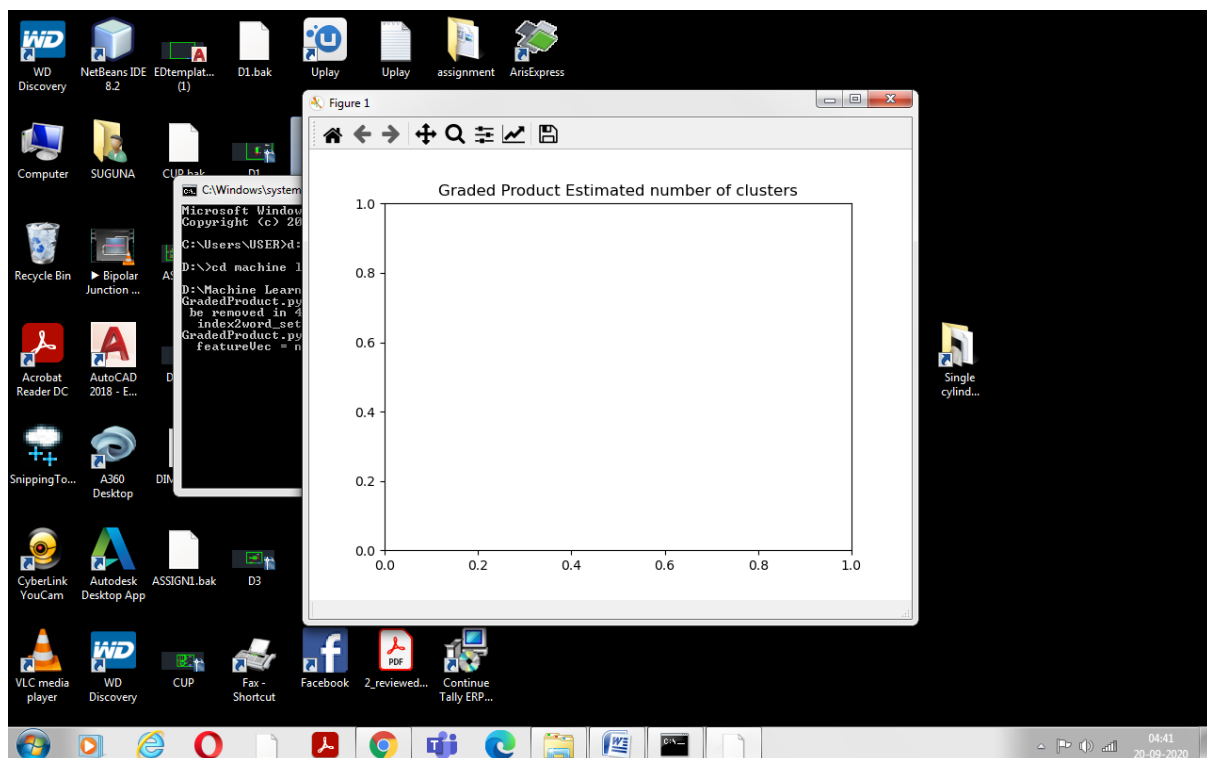 WD
Discovery
NetBeans IDE
8.2
EDtemplat...
(1)
D1.bak
Uplay
Uplay
assignment
ArisExpress
Figure 1
Computer
SUGUNA
CUP.bak
D1
C:\Windows\system
Microsoft Window
Copyright (c) 20
C:\Users\USER>d:
D:\>cd machine l
D:\Machine Learn
GradedProduct.py
be removed in 4
index2word_set
GradedProduct.py
featureVec = n
Graded Product Estimated number of clusters
1.0
0.8
0.6
0.4
0.2
0.0
0.0 0.2 0.4 0.6 0.8 1.0
Recycle Bin
► Bipolar
Junction ...
AS
Acrobat
Reader DC
AutoCAD
2018 - E...
D
Single
cylind...
SnippingTo...
A360
Desktop
DIM
CyberLink
YouCam
Autodesk
Desktop App
ASSIGN1.bak
D3
VLC media
player
WD
Discovery
CUP
Fax -
Shortcut
Facebook
PDF
2_reviewed...
Continue
Tally ERP...
04:41
20-09-2020